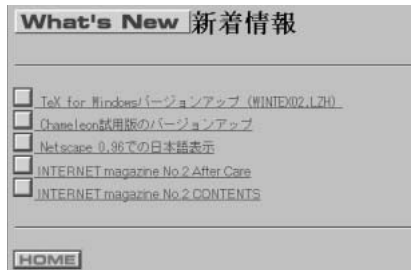 What's New 新着情報
TeX for Windowsバージョンアップ (WINTEX02.LZH)
Chameleon試用版のバージョンアップ
Netscape 0.96での日本語表示
INTERNET magazine No.2 After Care
INTERNET magazine No.2 CONTENTS
HOME